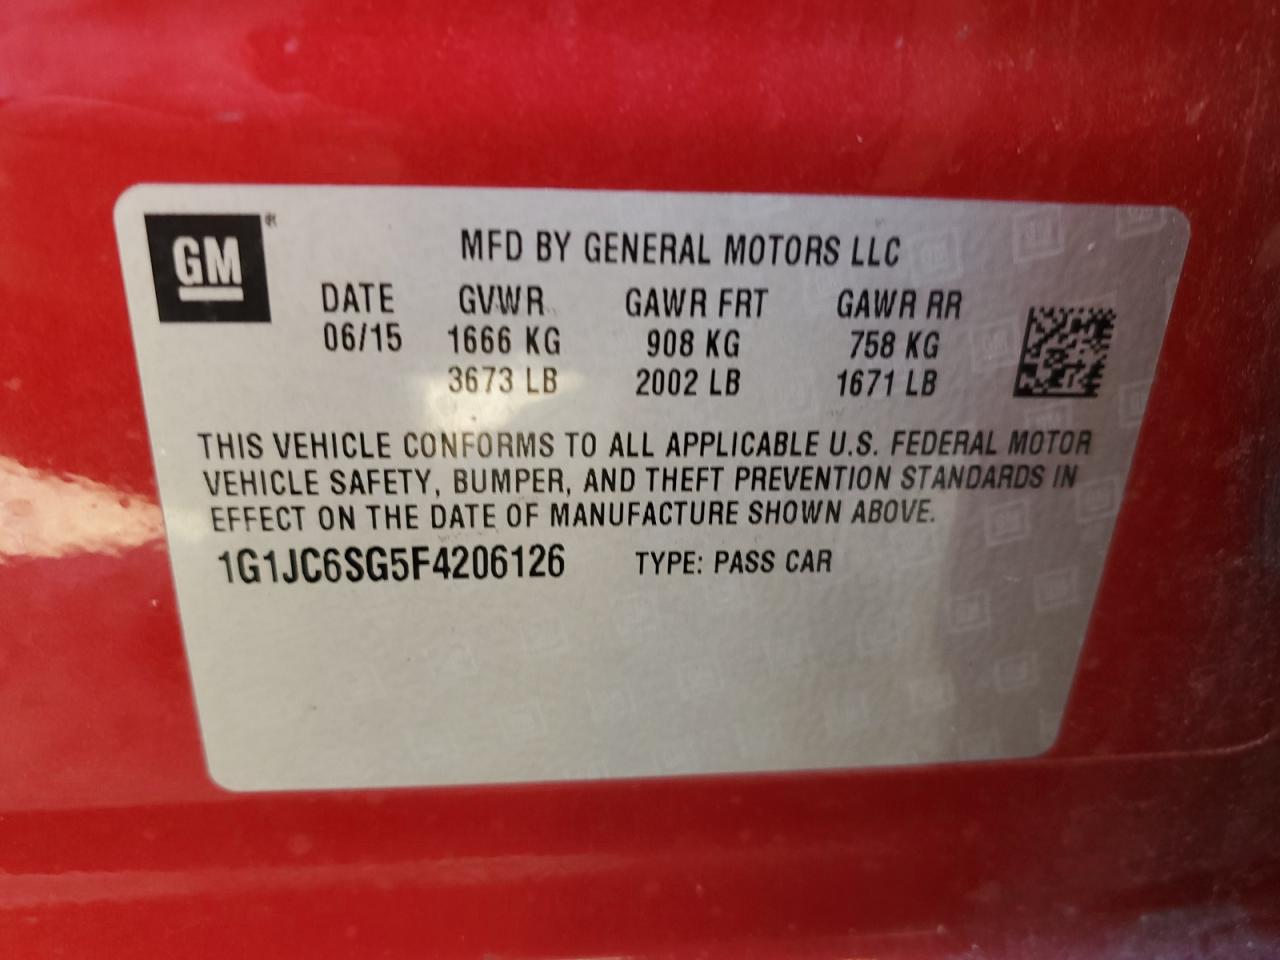 GM®
MFD BY GENERAL MOTORS LLC
DATE GVWR GAWR FRT GAWR RR
06/15 1666 KG 908 KG 758 KG
3673 LB 2002 LB 1671 LB
THIS VEHICLE CONFORMS TO ALL APPLICABLE U.S. FEDERAL MOTOR
VEHICLE SAFETY, BUMPER, AND THEFT PREVENTION STANDARDS IN
EFFECT ON THE DATE OF MANUFACTURE SHOWN ABOVE.
1G1JC6SG5F4206126 TYPE: PASS CAR